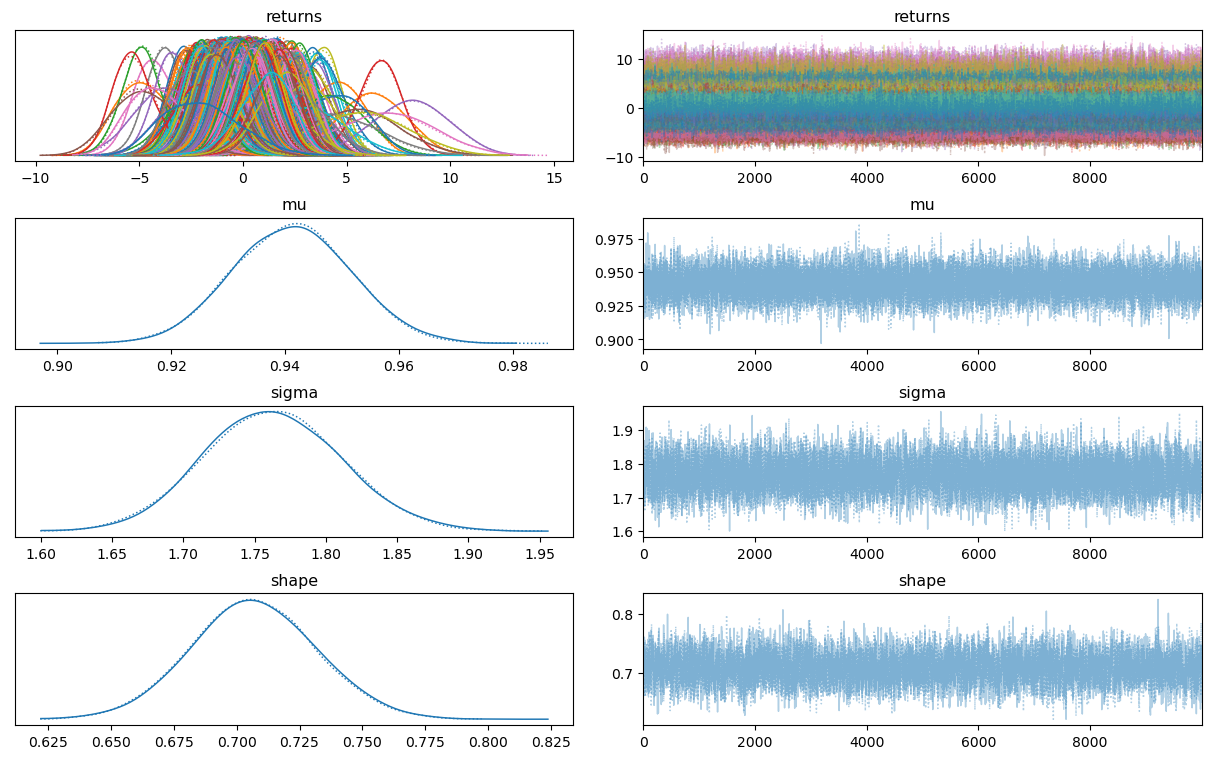 returns
returns
−10 −5 0 5 10 15
10
0
−10
0 2000 4000 6000 8000
mu
mu
0.90 0.92 0.94 0.96 0.98
0.975
0.950
0.925
0.900
0 2000 4000 6000 8000
sigma
sigma
1.60 1.65 1.70 1.75 1.80 1.85 1.90 1.95
1.9
1.8
1.7
1.6
0 2000 4000 6000 8000
shape
shape
0.625 0.650 0.675 0.700 0.725 0.750 0.775 0.800 0.825
0.8
0.7
0 2000 4000 6000 8000